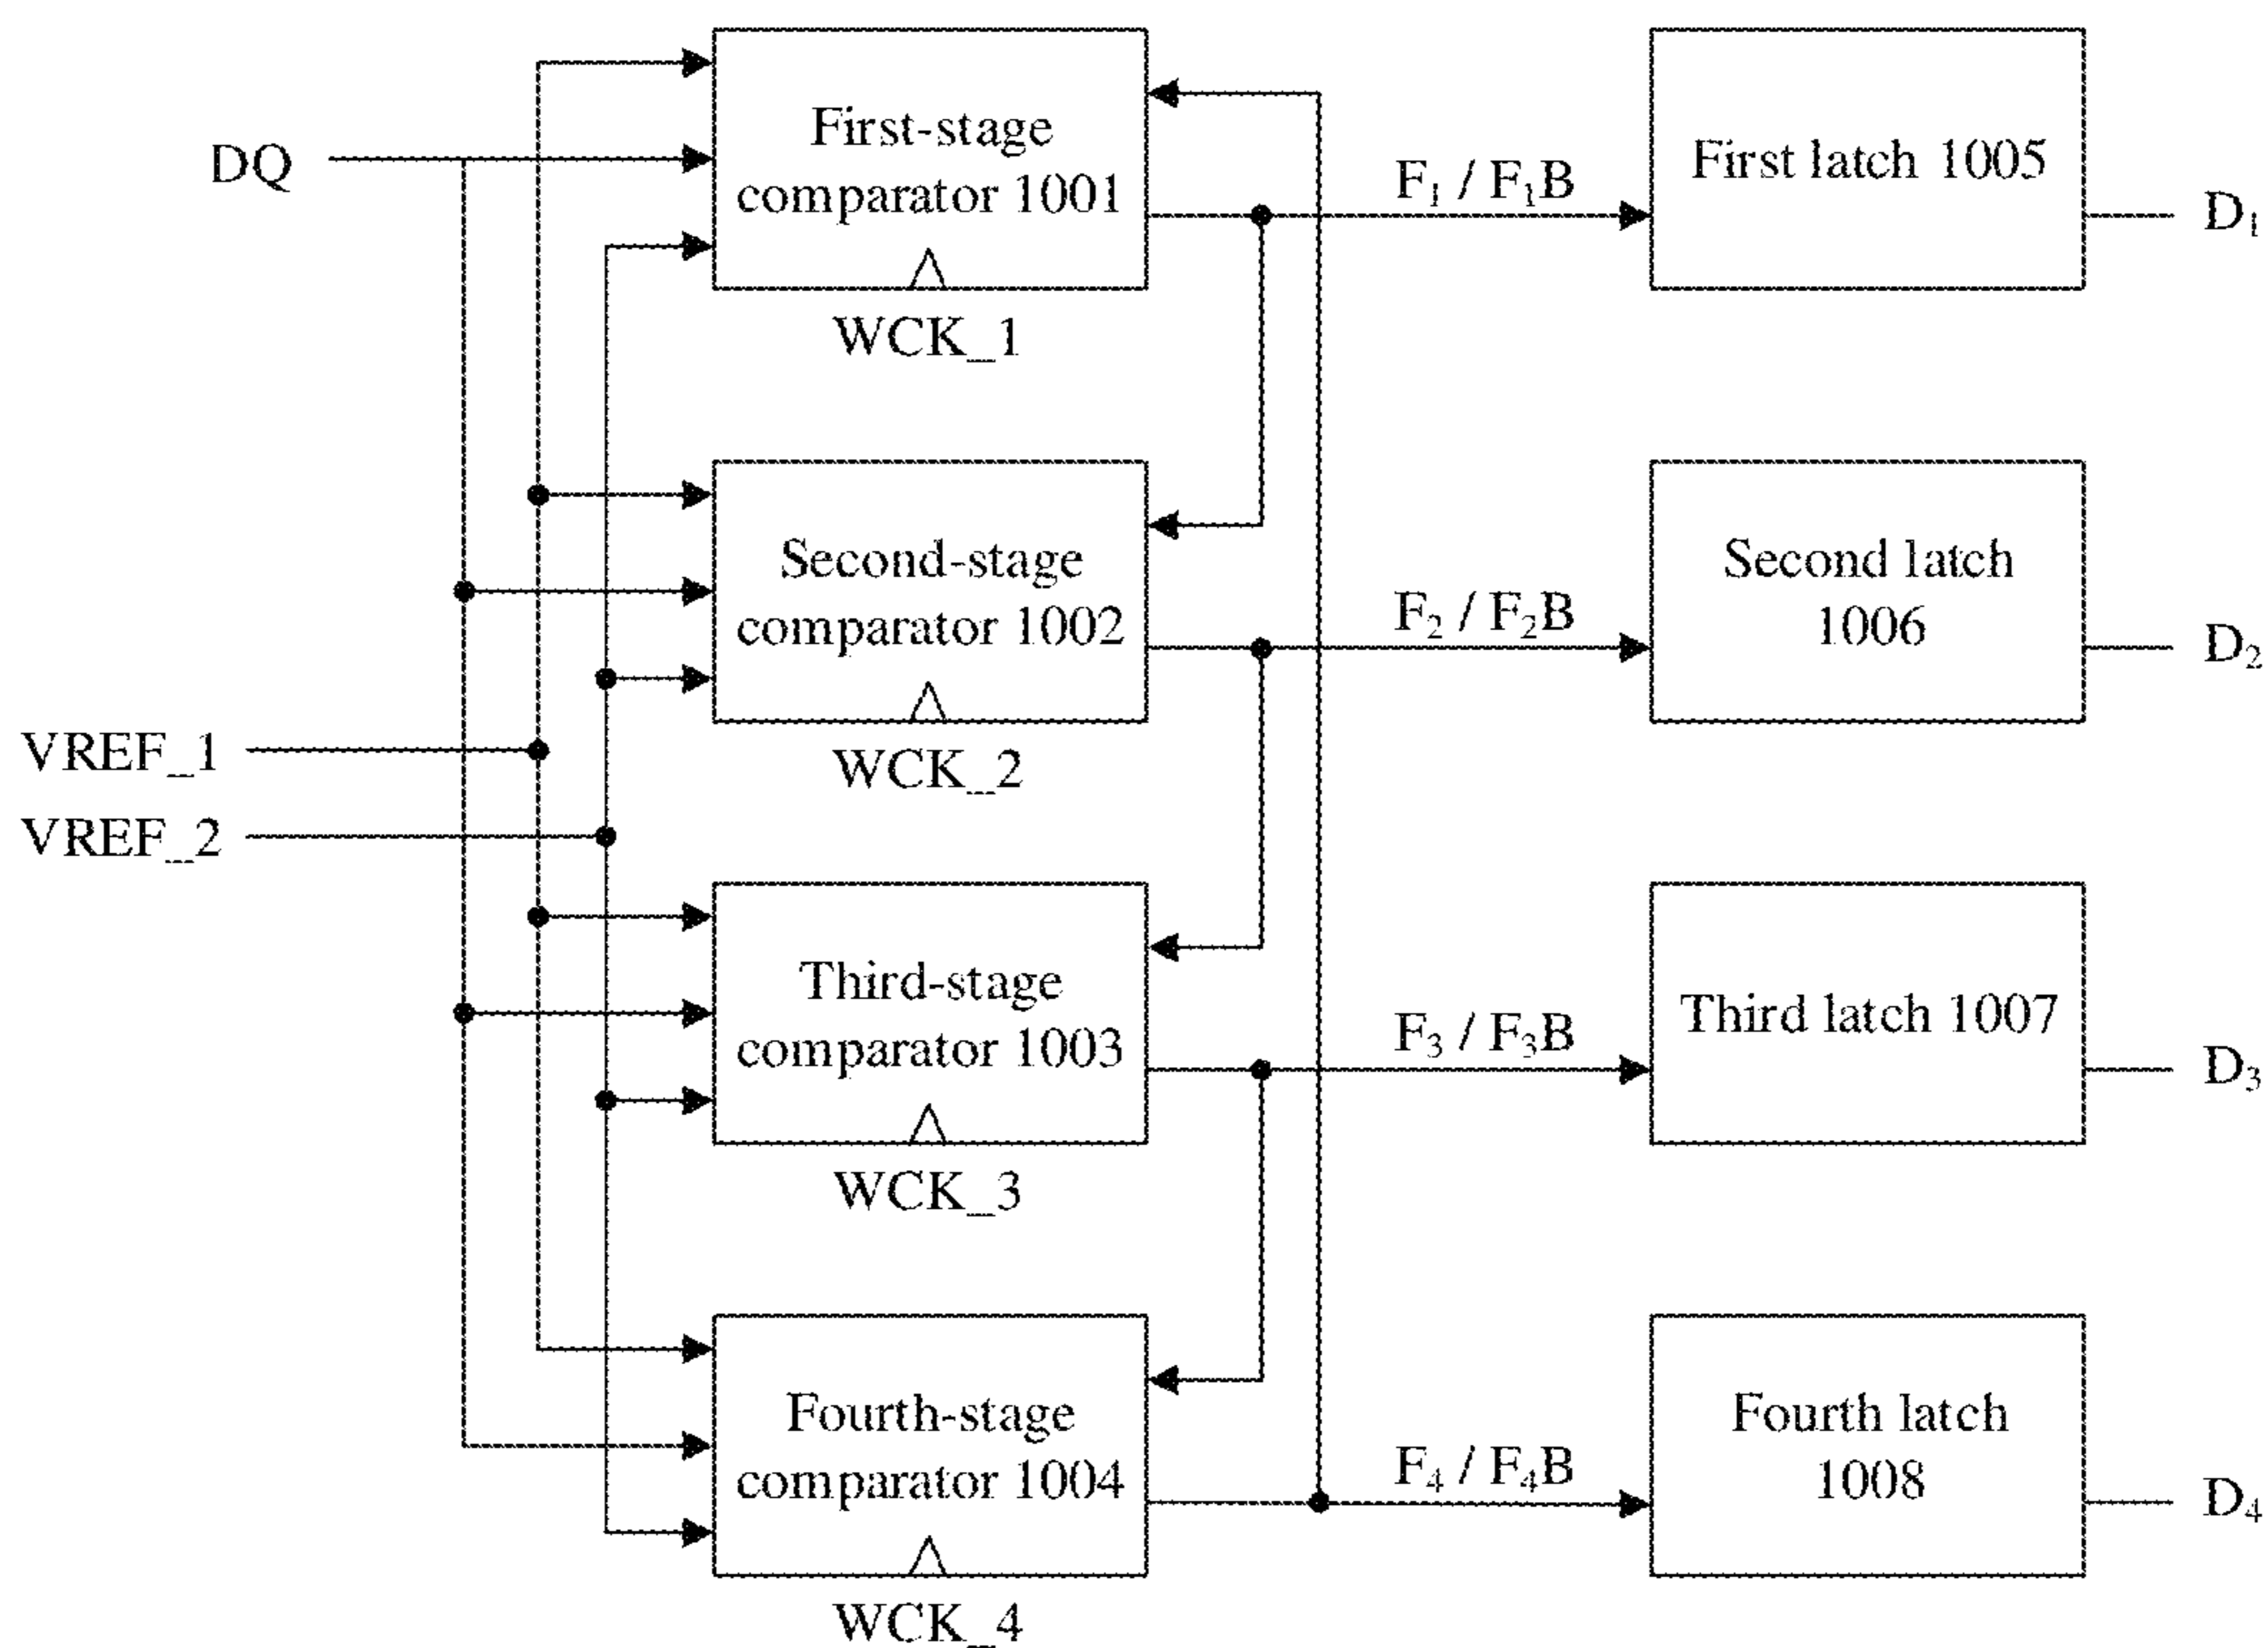 DQ
First-stage
comparator 1001
WCK_1
F₁ / F₁B
First latch 1005
D₁
Second-stage
comparator 1002
WCK_2
F₂ / F₂B
Second latch
1006
D₂
VREF_1
VREF_2
Third-stage
comparator 1003
WCK_3
F₃ / F₃B
Third latch 1007
D₃
Fourth-stage
comparator 1004
WCK_4
F₄ / F₄B
Fourth latch
1008
D₄